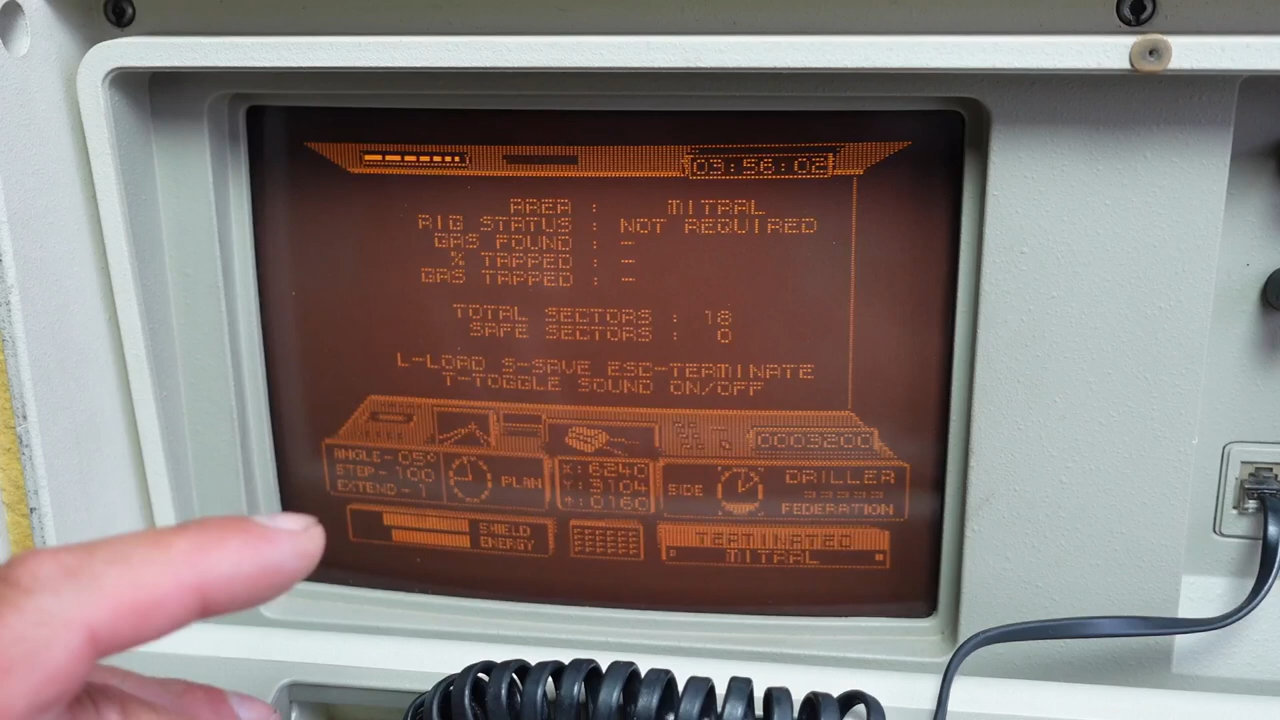 03:56:02
AREA : MITRAL
RIG STATUS : NOT REQUIRED
GAS FOUND : -
% TAPPED : -
GAS TAPPED : -
TOTAL SECTORS : 18
SAFE SECTORS : 0
L-LOAD S-SAVE ESC-TERMINATE
T-TOGGLE SOUND ON/OFF
0003200
ANGLE-05°
STEP-100
EXTEND-1
PLAN
X:6240
Y:3104
↑:0160
SIDE
DRILLER
FEDERATION
SHIELD
ENERGY
TERMINATED
MITRAL